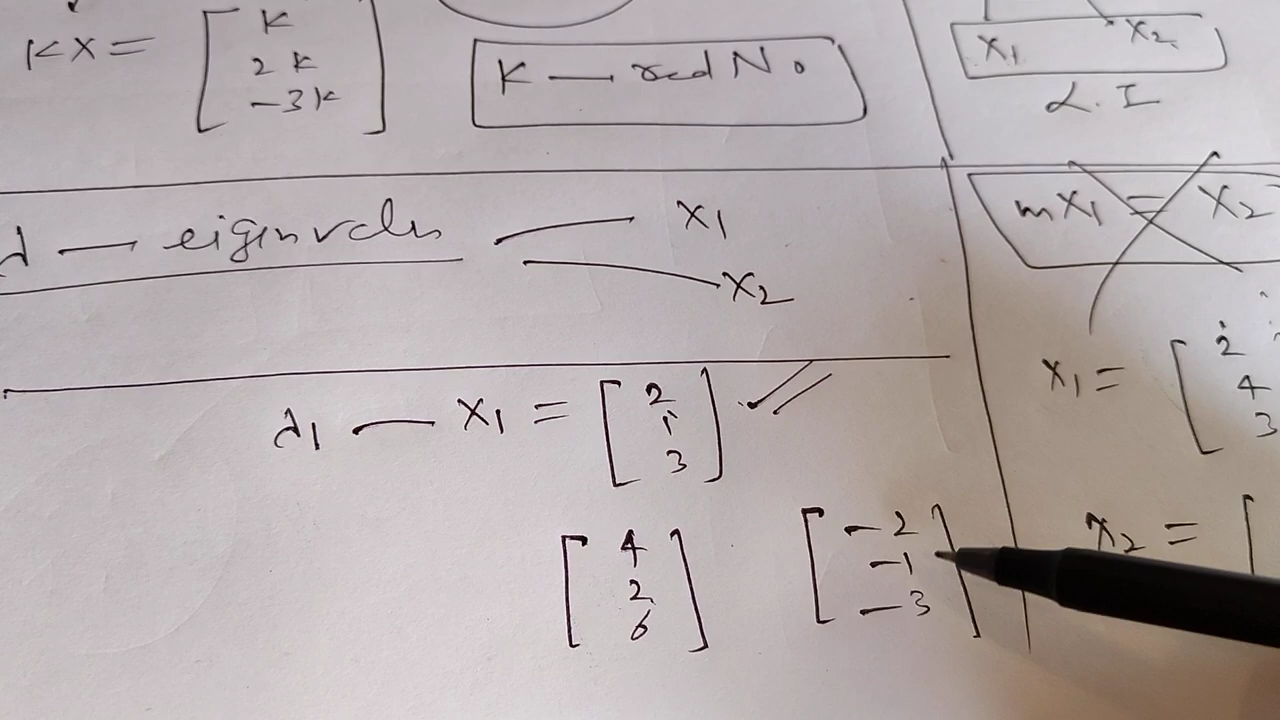 KX = [ K
2K
-3K ]
K — real No
X1 X2
L.I
λ — eigenvalue
X1
X2
mX1 = X2
λ1 — X1 = [ 2
1
3 ]
X1 = [ 2
4
3
[ 4
2
6 ]
[ -2
-1
-3 ]
X2 = [